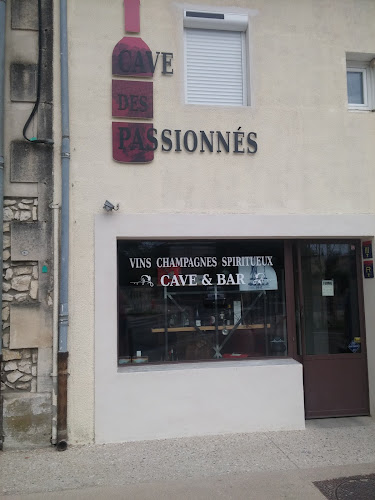 CAVE
DES
PASSIONNÉS
VINS CHAMPAGNES SPIRITUEUX
CAVE & BAR